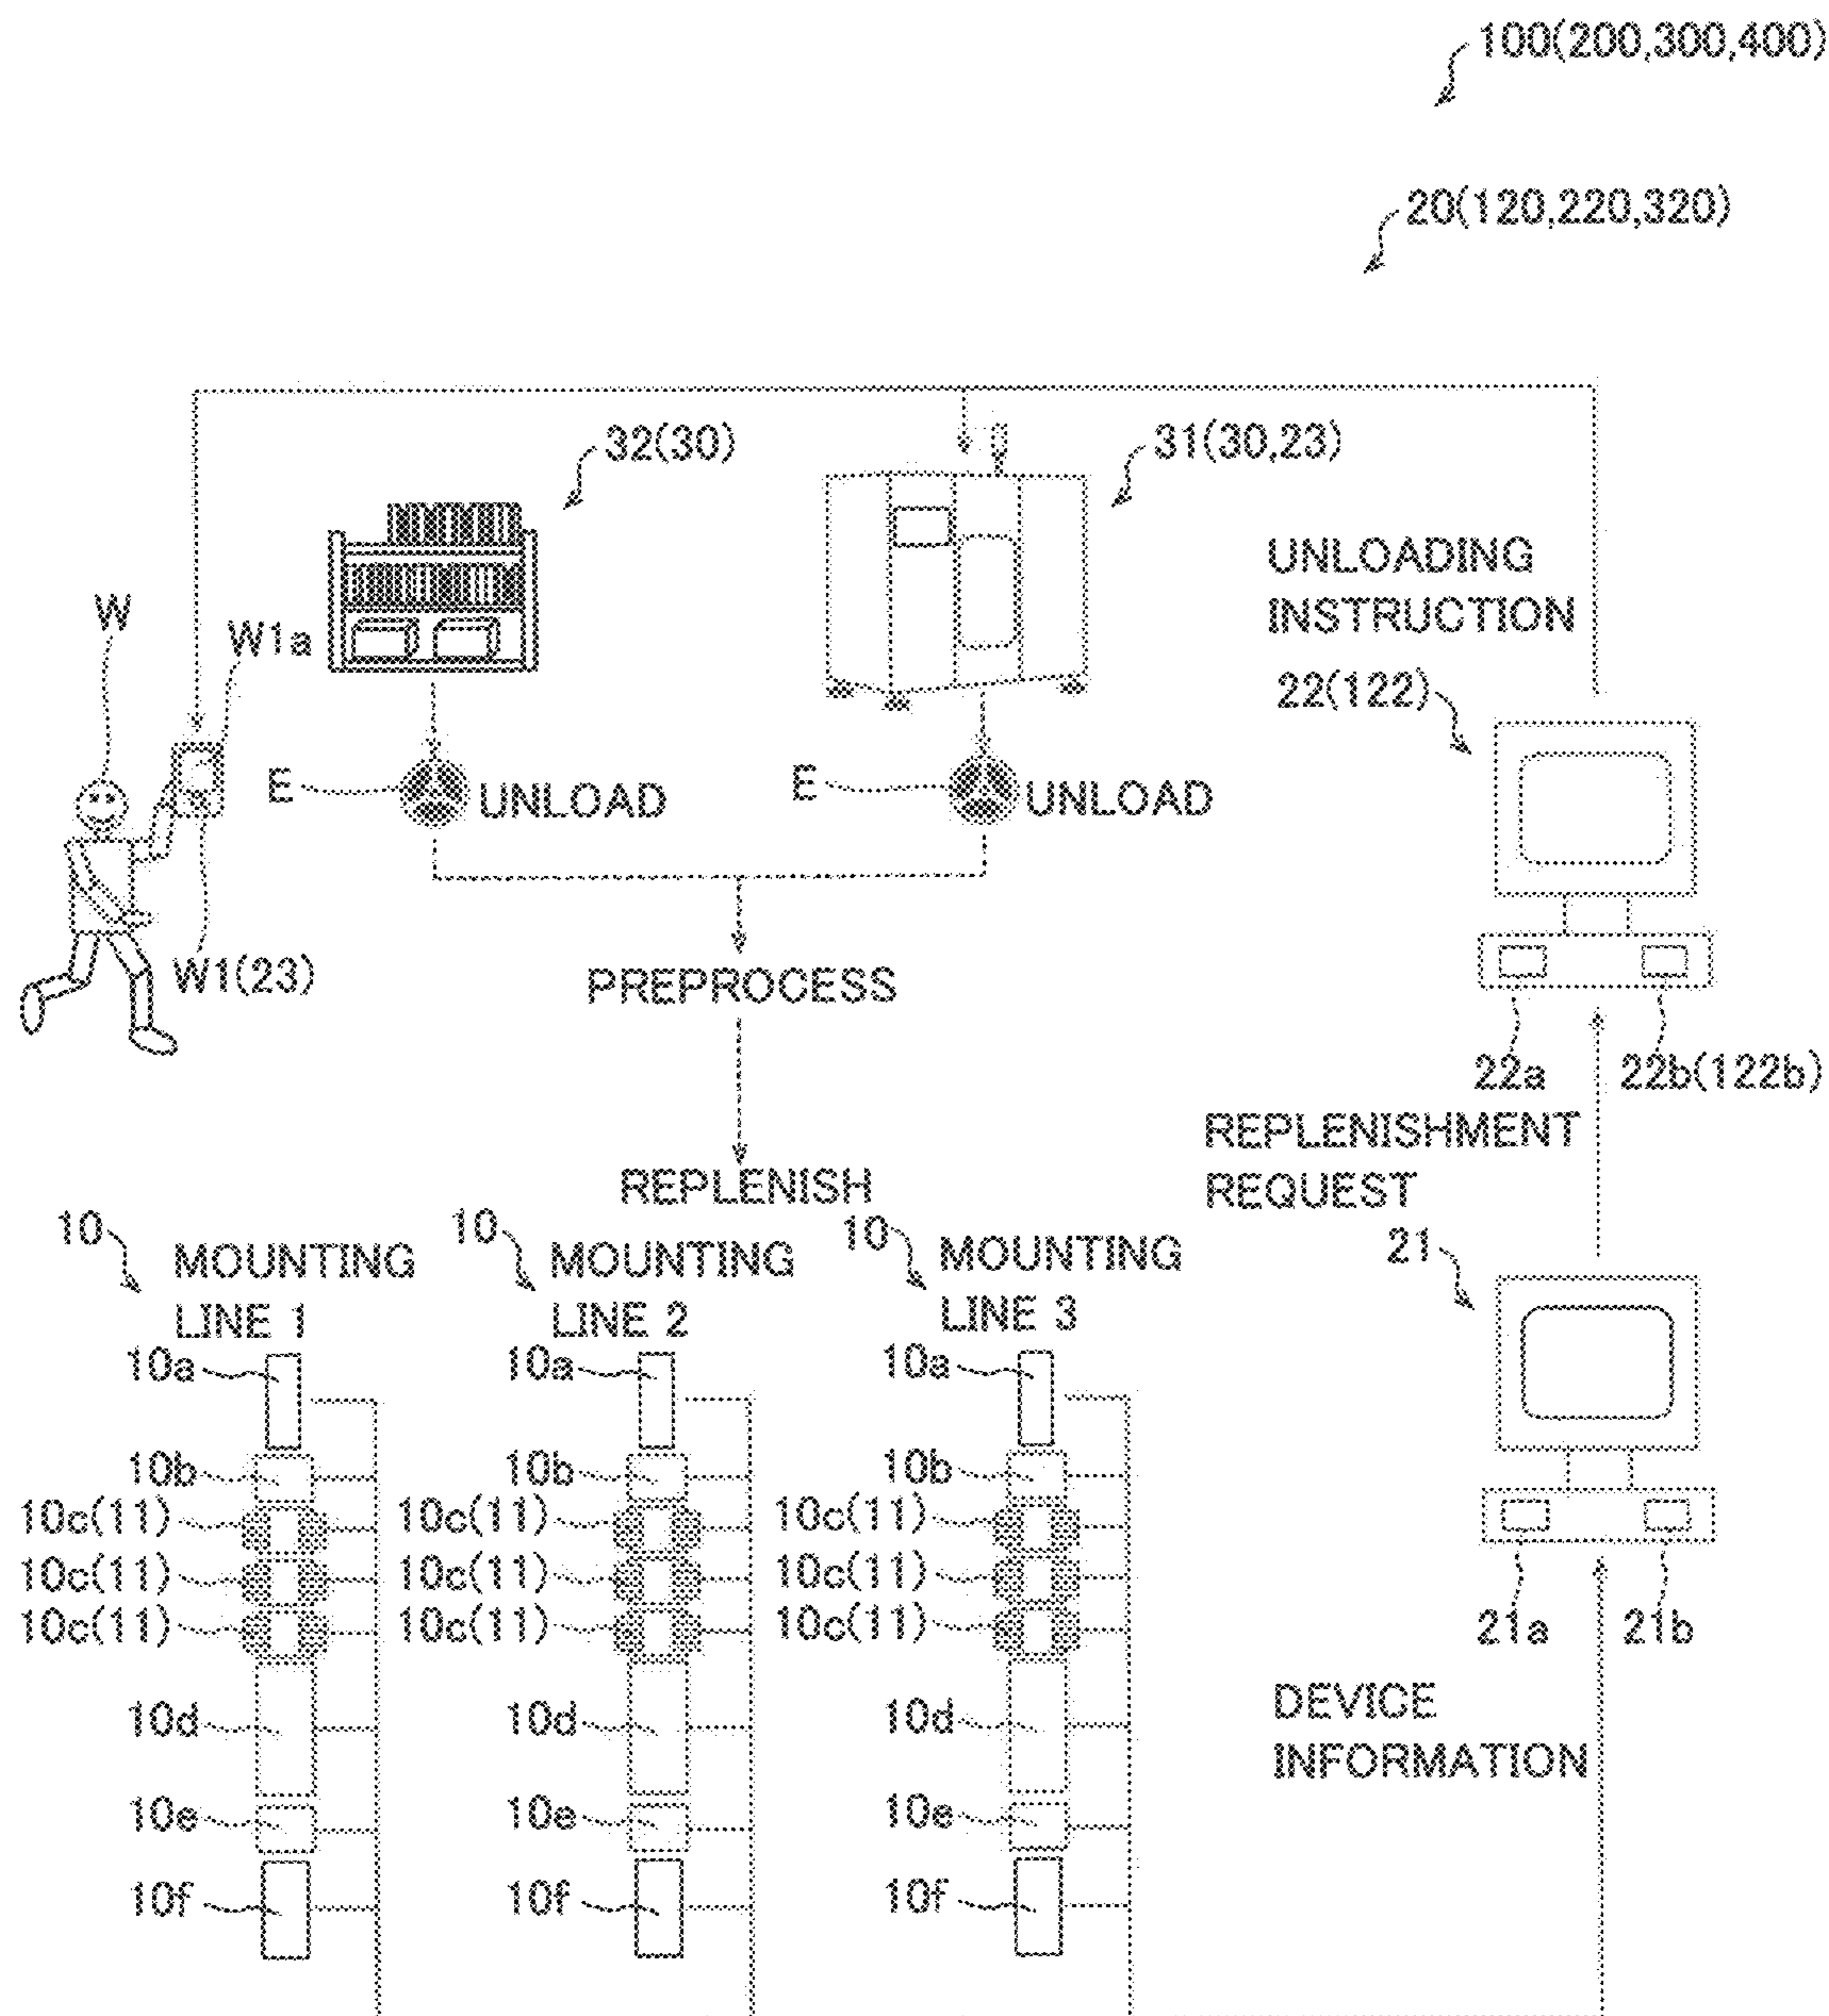 100(200,300,400)
20(120,220,320)
32(30)
31(30,23)
UNLOADING
INSTRUCTION
22(122)
W
W1a
E
UNLOAD
E
UNLOAD
W1(23)
PREPROCESS
22a
22b(122b)
REPLENISHMENT
REQUEST
REPLENISH
10
MOUNTING
LINE 1
10
MOUNTING
LINE 2
10
MOUNTING
LINE 3
21
10a
10a
10a
10b
10b
10b
10c(11)
10c(11)
10c(11)
10c(11)
10c(11)
10c(11)
10c(11)
10c(11)
10c(11)
21a
21b
10d
10d
10d
DEVICE
INFORMATION
10e
10e
10e
10f
10f
10f